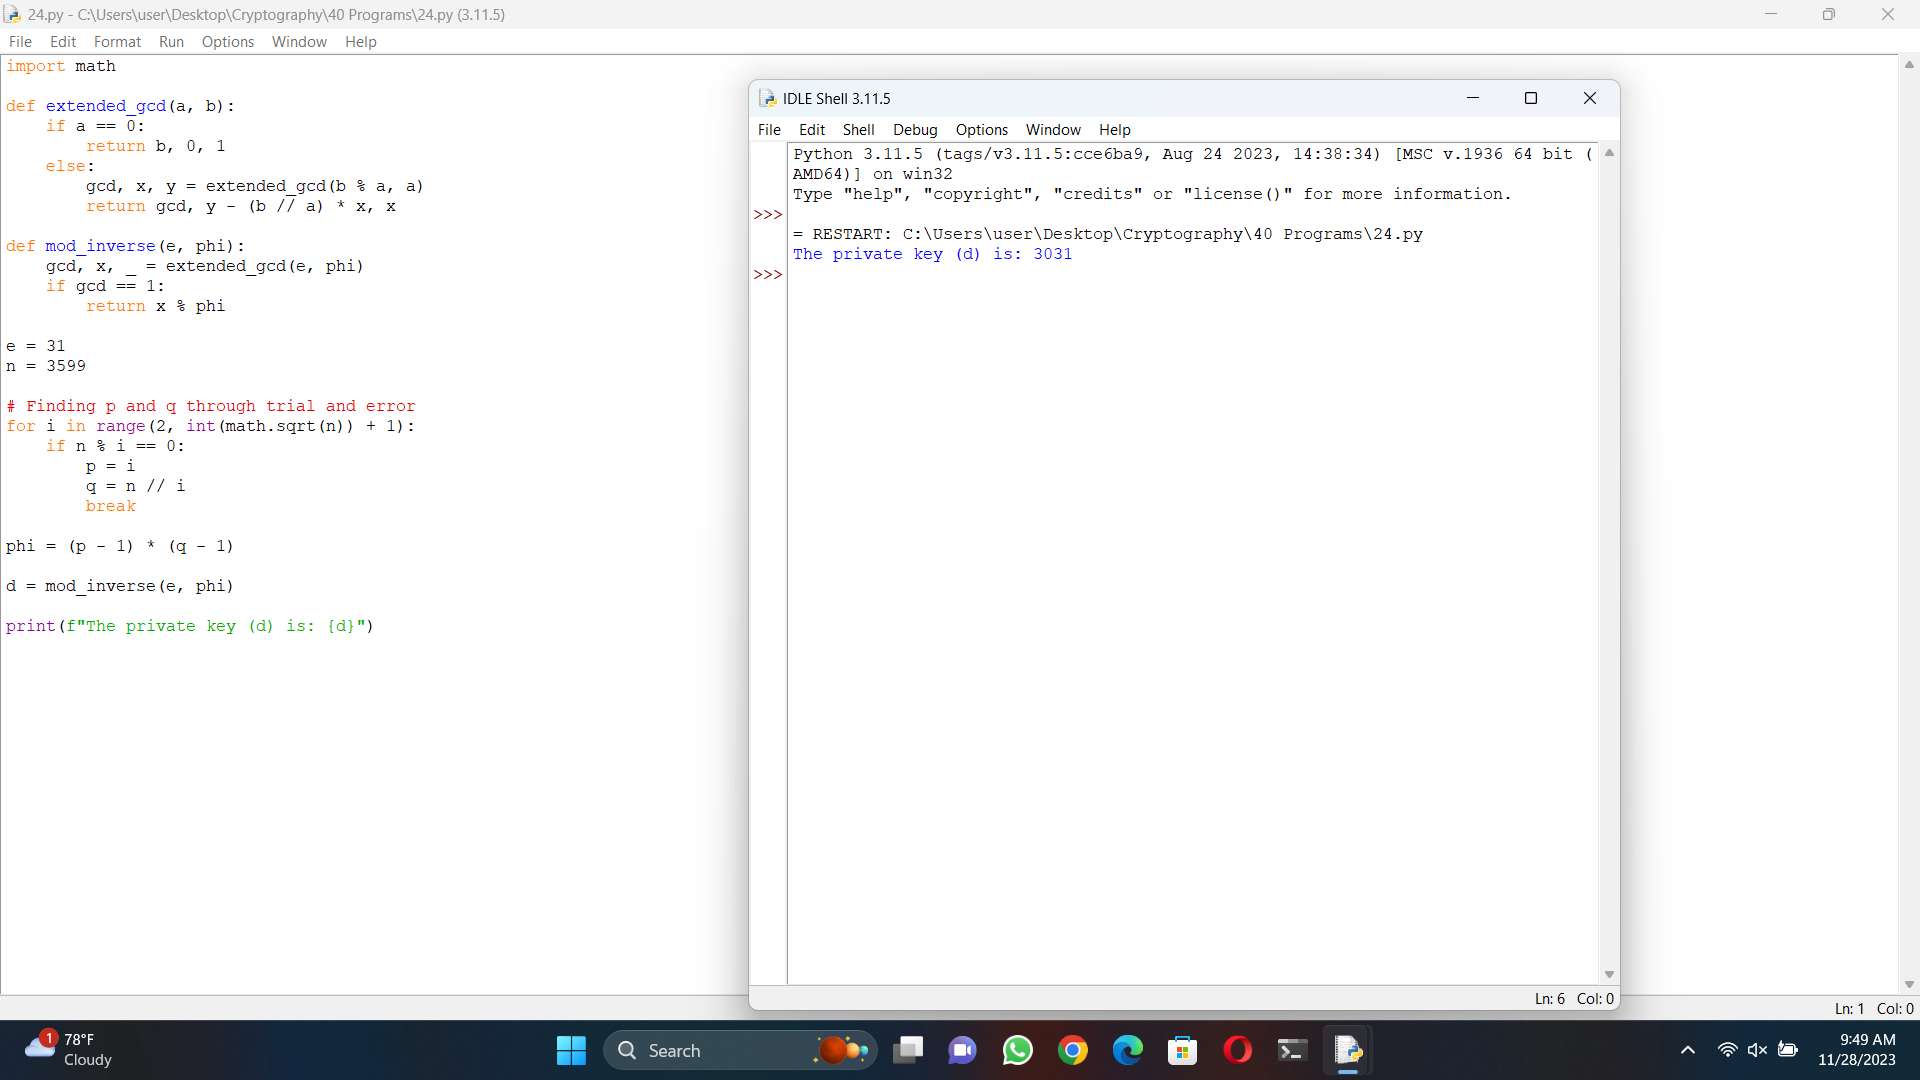 24.py - C:\Users\user\Desktop\Cryptography\40 Programs\24.py (3.11.5)
File Edit Format Run Options Window Help
import math

def extended_gcd(a, b):
    if a == 0:
        return b, 0, 1
    else:
        gcd, x, y = extended_gcd(b % a, a)
        return gcd, y - (b // a) * x, x

def mod_inverse(e, phi):
    gcd, x, _ = extended_gcd(e, phi)
    if gcd == 1:
        return x % phi

e = 31
n = 3599

# Finding p and q through trial and error
for i in range(2, int(math.sqrt(n)) + 1):
    if n % i == 0:
        p = i
        q = n // i
        break

phi = (p - 1) * (q - 1)

d = mod_inverse(e, phi)

print(f"The private key (d) is: {d}")
IDLE Shell 3.11.5
File Edit Shell Debug Options Window Help
Python 3.11.5 (tags/v3.11.5:cce6ba9, Aug 24 2023, 14:38:34) [MSC v.1936 64 bit (
AMD64)] on win32
Type "help", "copyright", "credits" or "license()" for more information.
>>>
= RESTART: C:\Users\user\Desktop\Cryptography\40 Programs\24.py
The private key (d) is: 3031
>>>
Ln: 6 Col: 0
Ln: 1 Col: 0
1
78°F
Cloudy
Search
9:49 AM
11/28/2023